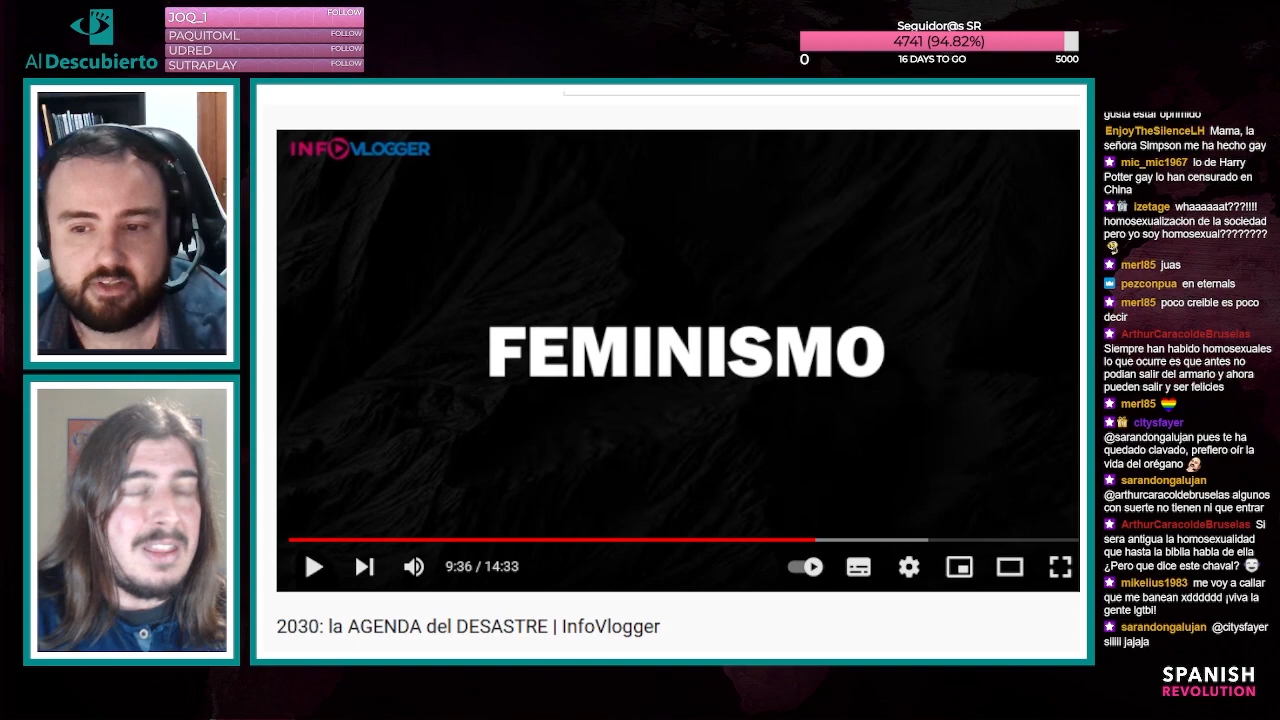 Al Descubierto
JOQ_1 FOLLOW
PAQUITOML FOLLOW
UDRED FOLLOW
SUTRAPLAY FOLLOW
Seguidor@s SR
4741 (94.82%)
0 16 DAYS TO GO 5000
INFOVLOGGER
FEMINISMO
9:36 / 14:33
2030: la AGENDA del DESASTRE | InfoVlogger
gusta estar oprimido
EnjoyTheSilenceLH Mama, la
señora Simpson me ha hecho gay
mic_mic1967 lo de Harry
Potter gay lo han censurado en
China
izetage whaaaaaat???!!!!
homosexualizacion de la sociedad
pero yo soy homosexual????????
merl85 juas
pezconpua en eternals
merl85 poco creible es poco
decir
ArthurCaracoldeBruselas
Siempre han habido homosexuales
lo que ocurre es que antes no
podian salir del armario y ahora
pueden salir y ser felicies
merl85
citysfayer
@sarandongalujan pues te ha
quedado clavado, prefiero oír la
vida del orégano
sarandongalujan
@arthurcaracoldebruselas algunos
con suerte no tienen ni que entrar
ArthurCaracoldeBruselas Si
sera antigua la homosexualidad
que hasta la biblia habla de ella
¿Pero que dice este chaval?
mikelius1983 me voy a callar
que me banean xdddddd ¡viva la
gente lgtbi!
sarandongalujan @citysfayer
siiiii jajaja
SPANISH
REVOLUTION